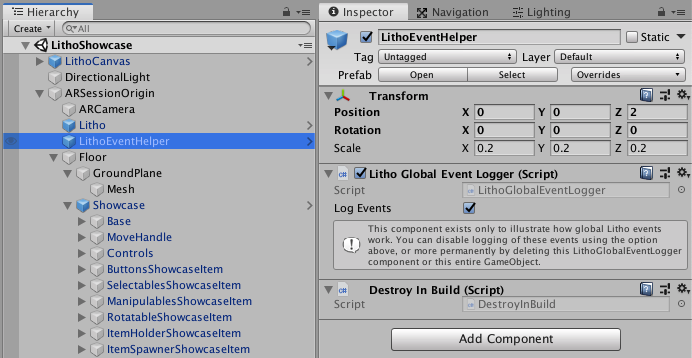 Hierarchy
Create
All
LithoShowcase
LithoCanvas
DirectionalLight
ARSessionOrigin
ARCamera
Litho
LithoEventHelper
Floor
GroundPlane
Mesh
Showcase
Base
MoveHandle
Controls
ButtonsShowcaseItem
SelectablesShowcaseItem
ManipulablesShowcaseItem
RotatableShowcaseItem
ItemHolderShowcaseItem
ItemSpawnerShowcaseItem
Inspector Navigation Lighting
LithoEventHelper Static
Tag Untagged Layer Default
Prefab Open Select Overrides
Transform
Position X 0 Y 0 Z 2
Rotation X 0 Y 0 Z 0
Scale X 0.2 Y 0.2 Z 0.2
Litho Global Event Logger (Script)
Script LithoGlobalEventLogger
Log Events
This component exists only to illustrate how global Litho events
work. You can disable logging of these events using the option
above, or more permanently by deleting this LithoGlobalEventLogger
component or this entire GameObject.
Destroy In Build (Script)
Script DestroyInBuild
Add Component